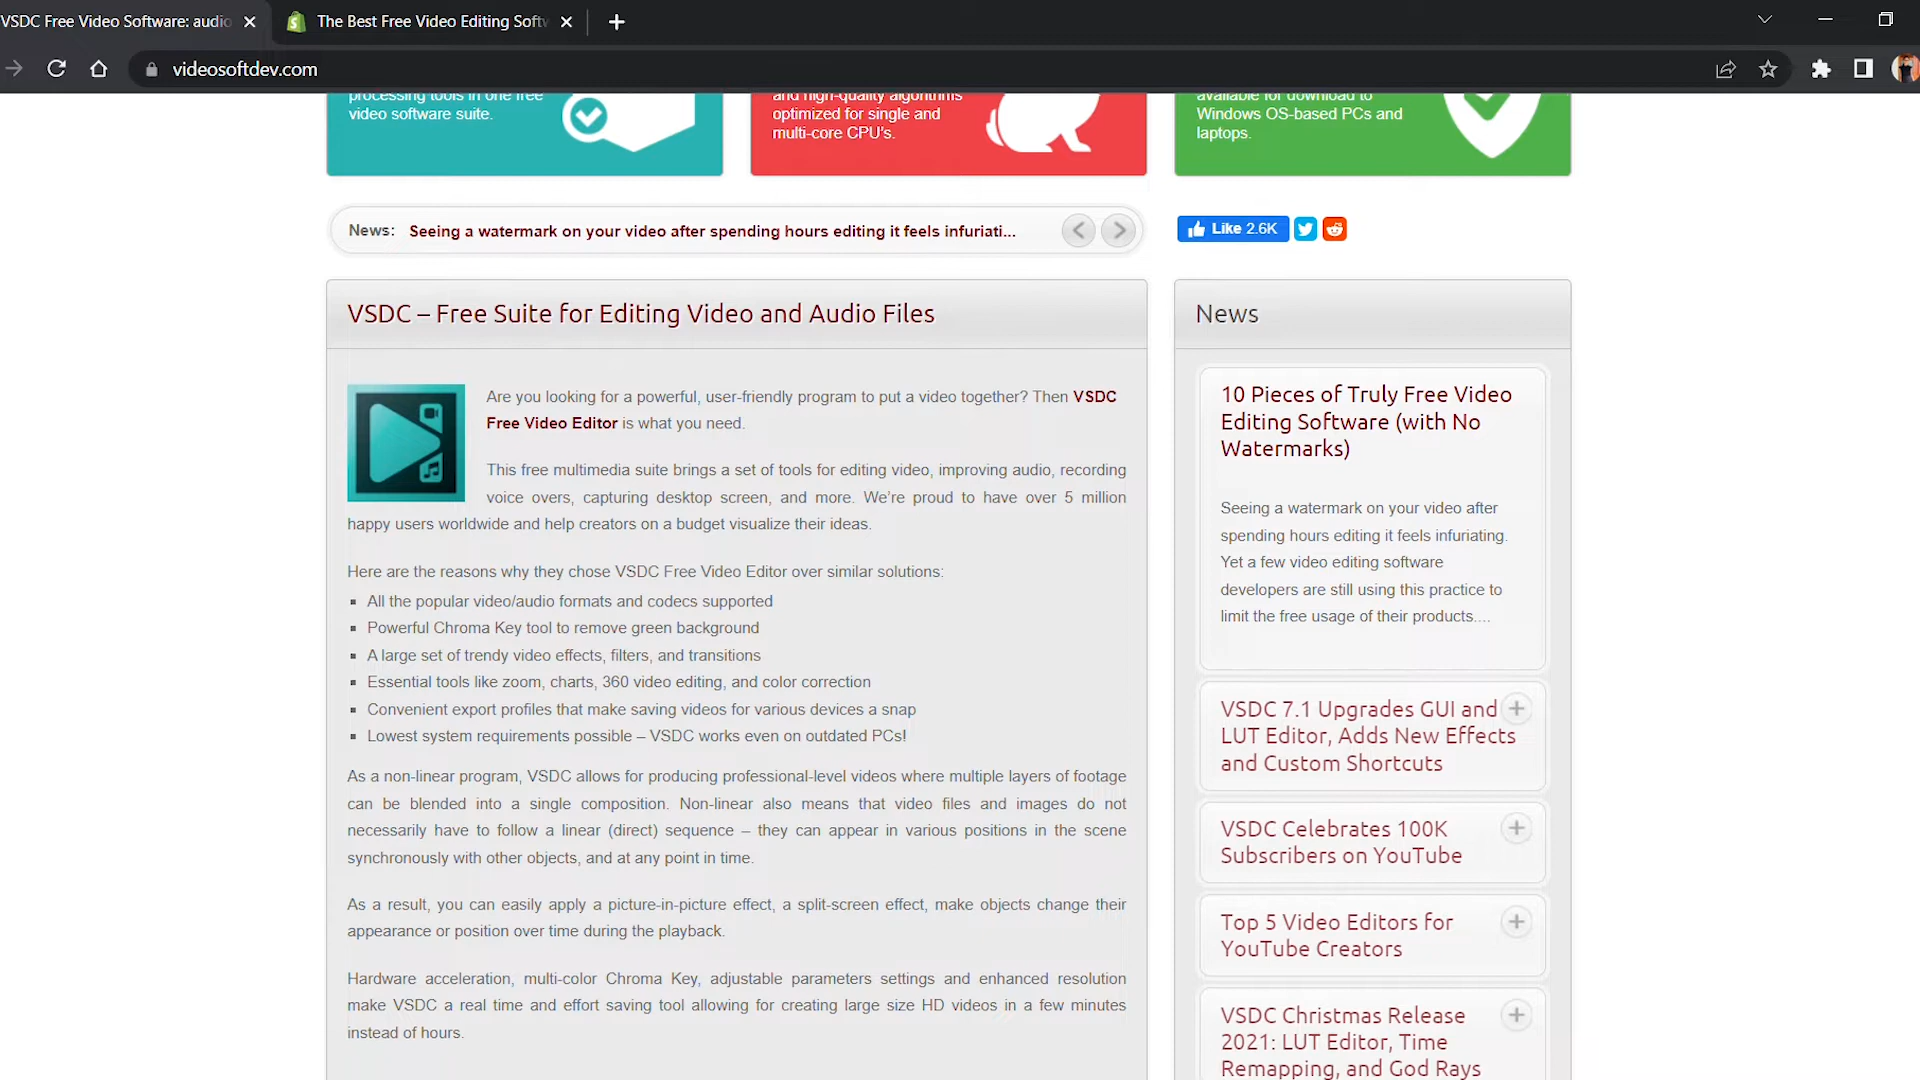 VSDC Free Video Software: audio
The Best Free Video Editing Softw
videosoftdev.com
processing tools in one free
video software suite.
and high-quality algorithms
optimized for single and
multi-core CPU's.
available for download to
Windows OS-based PCs and
laptops.
News: Seeing a watermark on your video after spending hours editing it feels infuriati...
Like 2.6K
VSDC – Free Suite for Editing Video and Audio Files
Are you looking for a powerful, user-friendly program to put a video together? Then VSDC
Free Video Editor is what you need.
This free multimedia suite brings a set of tools for editing video, improving audio, recording
voice overs, capturing desktop screen, and more. We're proud to have over 5 million
happy users worldwide and help creators on a budget visualize their ideas.
Here are the reasons why they chose VSDC Free Video Editor over similar solutions:
All the popular video/audio formats and codecs supported
Powerful Chroma Key tool to remove green background
A large set of trendy video effects, filters, and transitions
Essential tools like zoom, charts, 360 video editing, and color correction
Convenient export profiles that make saving videos for various devices a snap
Lowest system requirements possible – VSDC works even on outdated PCs!
As a non-linear program, VSDC allows for producing professional-level videos where multiple layers of footage
can be blended into a single composition. Non-linear also means that video files and images do not
necessarily have to follow a linear (direct) sequence – they can appear in various positions in the scene
synchronously with other objects, and at any point in time.
As a result, you can easily apply a picture-in-picture effect, a split-screen effect, make objects change their
appearance or position over time during the playback.
Hardware acceleration, multi-color Chroma Key, adjustable parameters settings and enhanced resolution
make VSDC a real time and effort saving tool allowing for creating large size HD videos in a few minutes
instead of hours.
News
10 Pieces of Truly Free Video
Editing Software (with No
Watermarks)
Seeing a watermark on your video after
spending hours editing it feels infuriating.
Yet a few video editing software
developers are still using this practice to
limit the free usage of their products....
VSDC 7.1 Upgrades GUI and
LUT Editor, Adds New Effects
and Custom Shortcuts
VSDC Celebrates 100K
Subscribers on YouTube
Top 5 Video Editors for
YouTube Creators
VSDC Christmas Release
2021: LUT Editor, Time
Remapping, and God Rays